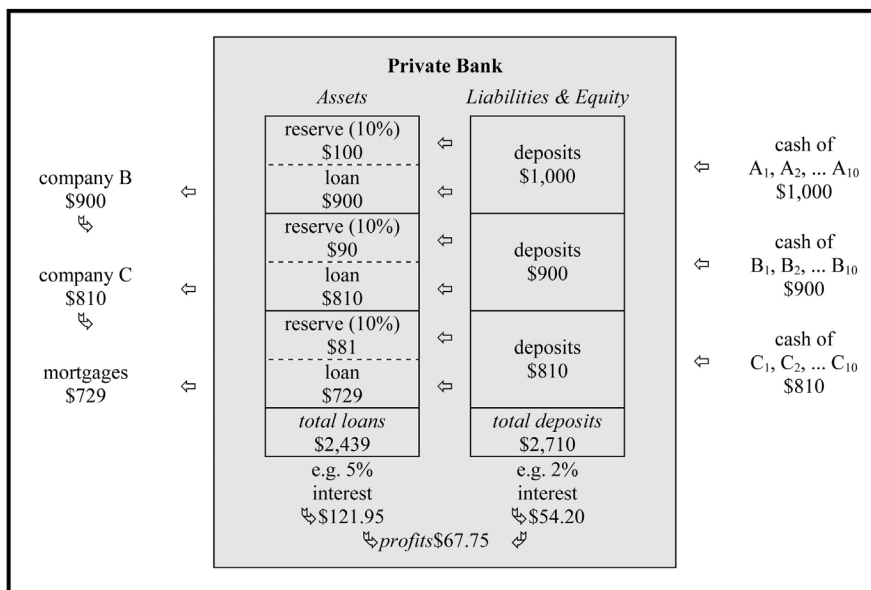 Private Bank
Assets
Liabilities & Equity
reserve (10%)
$100
loan
$900
reserve (10%)
$90
loan
$810
reserve (10%)
$81
loan
$729
total loans
$2,439
e.g. 5%
interest
$121.95
deposits
$1,000
deposits
$900
deposits
$810
total deposits
$2,710
e.g. 2%
interest
$54.20
profits$67.75
company B
$900
company C
$810
mortgages
$729
cash of
A₁, A₂, ... A₁₀
$1,000
cash of
B₁, B₂, ... B₁₀
$900
cash of
C₁, C₂, ... C₁₀
$810